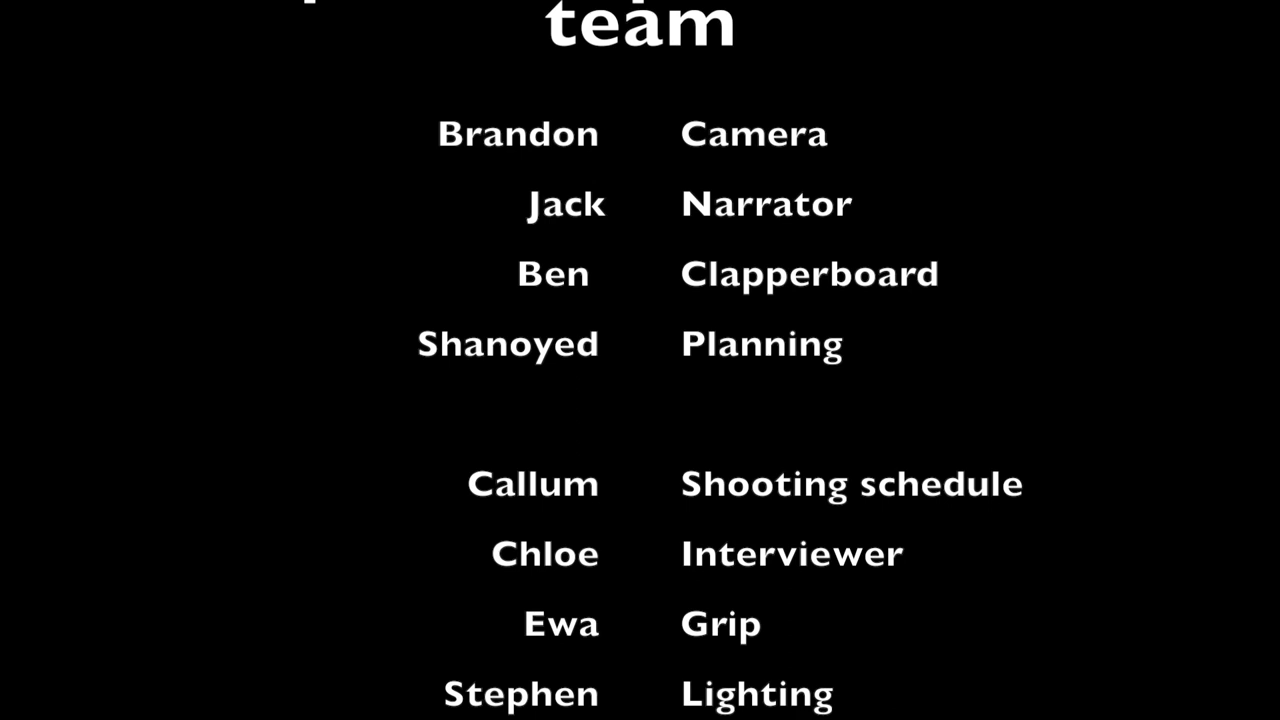 team
Brandon Camera
Jack Narrator
Ben Clapperboard
Shanoyed Planning
Callum Shooting schedule
Chloe Interviewer
Ewa Grip
Stephen Lighting